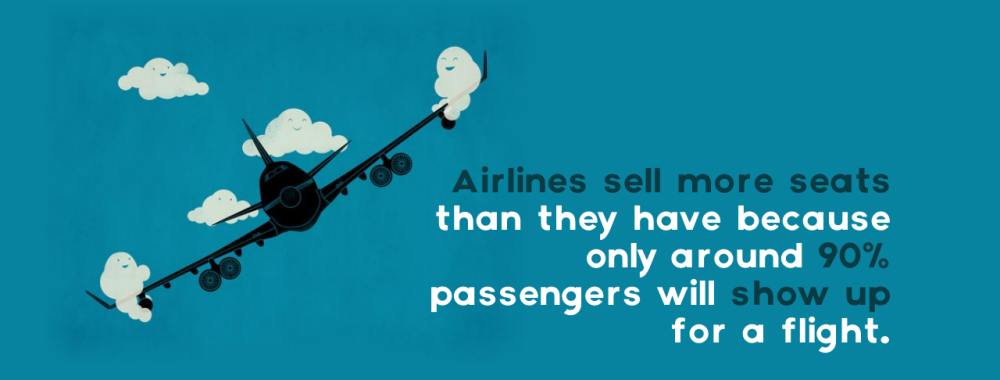 Airlines sell more seats
than they have because
only around 90%
passengers will show up
for a flight.